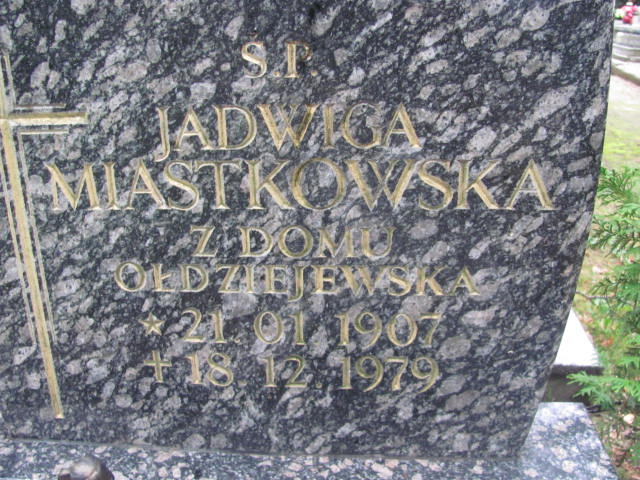 Ś.P.
JADWIGA
MIASTKOWSKA
Z DOMU
OŁDZIEJEWSKA
* 21. 01. 1907
+ 18. 12. 1979